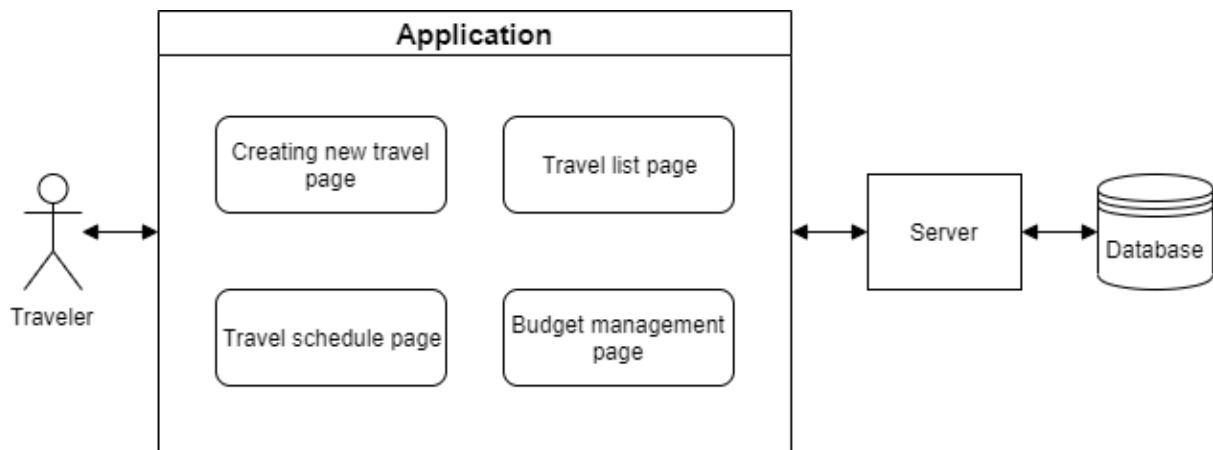 Application
Creating new travel
page
Travel list page
Travel schedule page
Budget management
page
Traveler
Server
Database